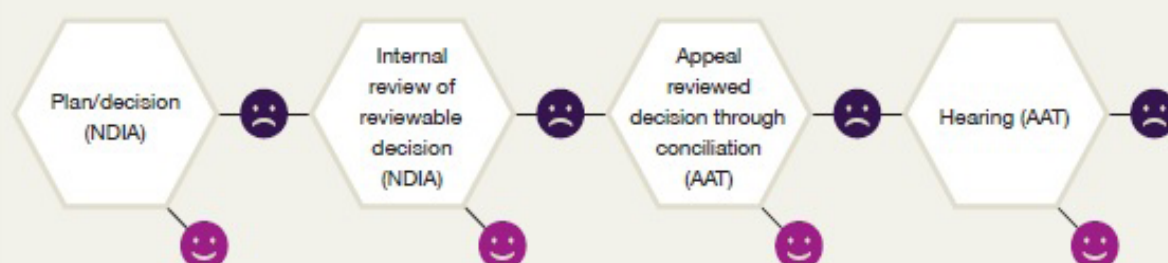 Plan/decision
(NDIA)
Internal
review of
reviewable
decision
(NDIA)
Appeal
reviewed
decision through
conciliation
(AAT)
Hearing (AAT)